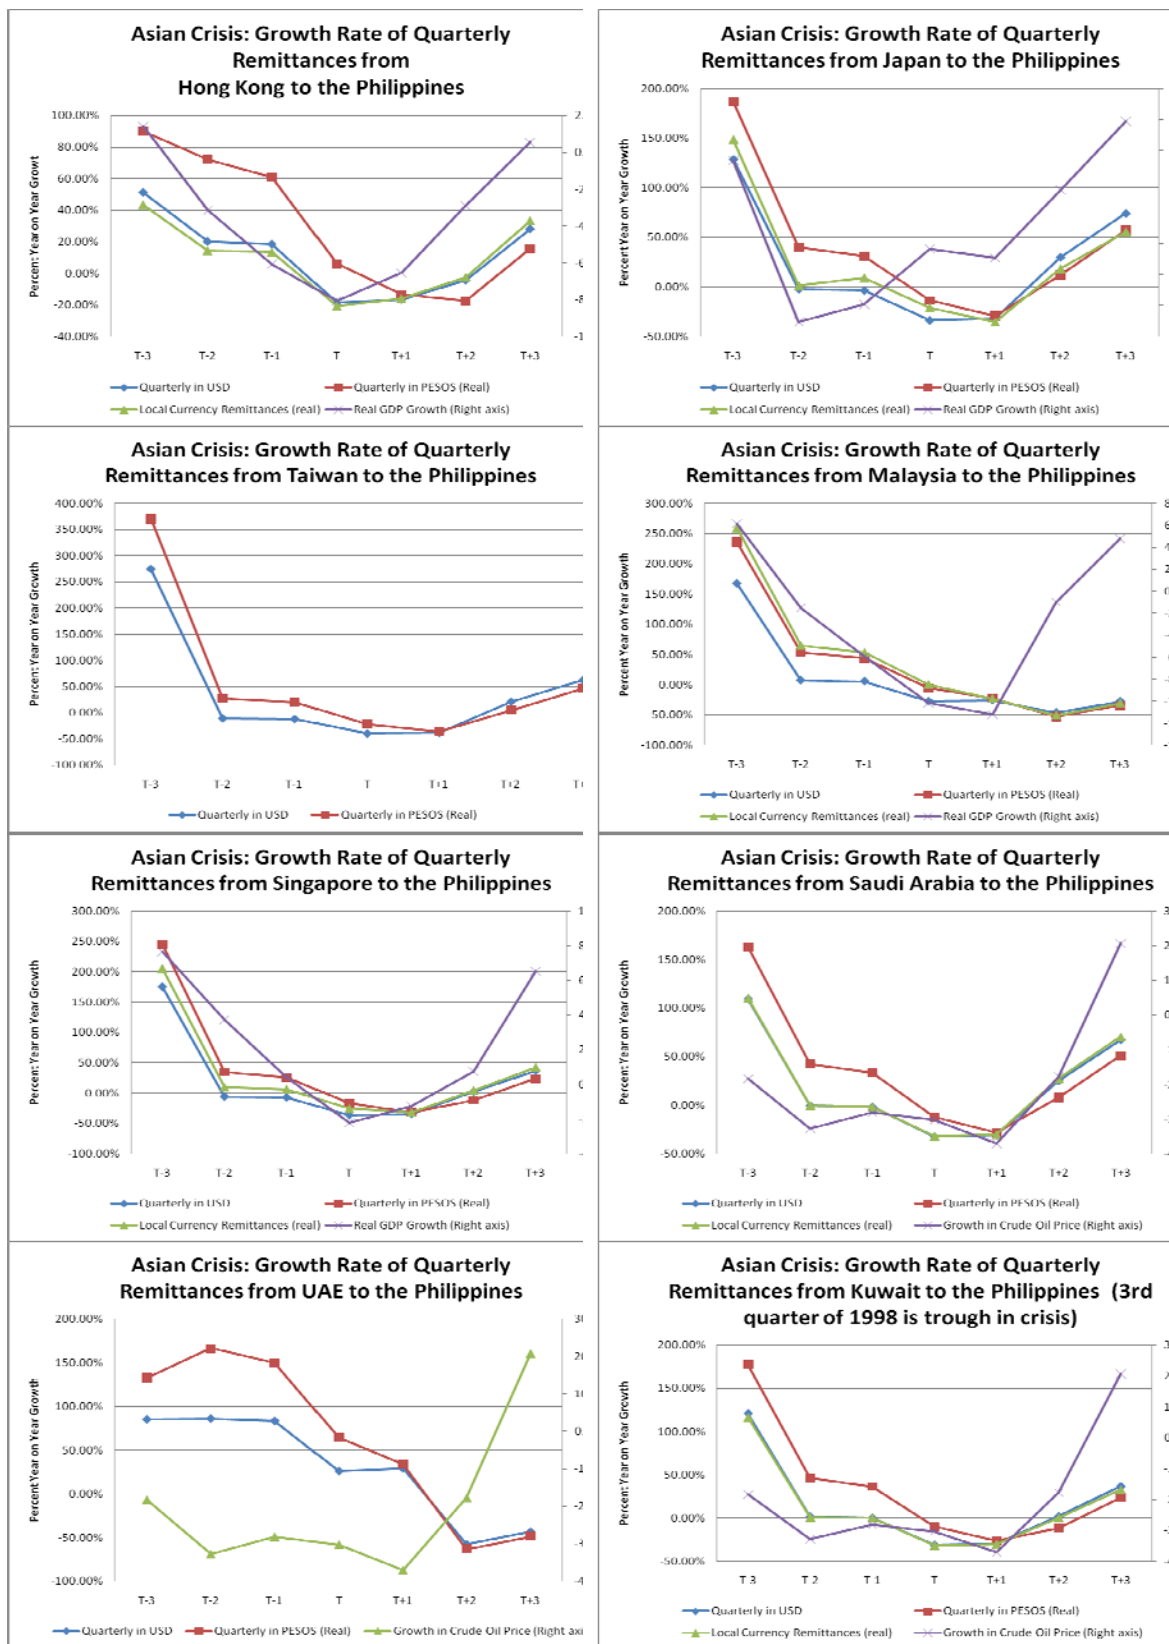 Asian Crisis: Growth Rate of Quarterly
Remittances from
Hong Kong to the Philippines
Percent Year on Year Growt
100.00%
80.00%
60.00%
40.00%
20.00%
0.00%
-20.00%
-40.00%
T-3 T-2 T-1 T T+1 T+2 T+3
Quarterly in USD Quarterly in PESOS (Real)
Local Currency Remittances (real) Real GDP Growth (Right axis)
Asian Crisis: Growth Rate of Quarterly
Remittances from Japan to the Philippines
Percent Year on Year Growth
200.00%
150.00%
100.00%
50.00%
0.00%
-50.00%
T-3 T-2 T-1 T T+1 T+2 T+3
Quarterly in USD Quarterly in PESOS (Real)
Local Currency Remittances (real) Real GDP Growth (Right axis)
Asian Crisis: Growth Rate of Quarterly
Remittances from Taiwan to the Philippines
Percent Year on Year Growth
400.00%
350.00%
300.00%
250.00%
200.00%
150.00%
100.00%
50.00%
0.00%
-50.00%
-100.00%
T-3 T-2 T-1 T T+1 T+2
Quarterly in USD Quarterly in PESOS (Real)
Asian Crisis: Growth Rate of Quarterly
Remittances from Malaysia to the Philippines
Percent Year on Year Growth
300.00%
250.00%
200.00%
150.00%
100.00%
50.00%
0.00%
-50.00%
-100.00%
T-3 T-2 T-1 T T+1 T+2 T+3
Quarterly in USD Quarterly in PESOS (Real)
Local Currency Remittances (real) Real GDP Growth (Right axis)
Asian Crisis: Growth Rate of Quarterly
Remittances from Singapore to the Philippines
Percent Year on Year Growth
300.00%
250.00%
200.00%
150.00%
100.00%
50.00%
0.00%
-50.00%
-100.00%
T-3 T-2 T-1 T T+1 T+2 T+3
Quarterly in USD Quarterly in PESOS (Real)
Local Currency Remittances (real) Real GDP Growth (Right axis)
Asian Crisis: Growth Rate of Quarterly
Remittances from Saudi Arabia to the Philippines
Percent Year on Year Growth
200.00%
150.00%
100.00%
50.00%
0.00%
-50.00%
T-3 T-2 T-1 T T+1 T+2 T+3
Quarterly in USD Quarterly in PESOS (Real)
Local Currency Remittances (real) Growth in Crude Oil Price (Right axis)
Asian Crisis: Growth Rate of Quarterly
Remittances from UAE to the Philippines
Percent Year on Year Growth
200.00%
150.00%
100.00%
50.00%
0.00%
-50.00%
-100.00%
T-3 T-2 T-1 T T+1 T+2 T+3
Quarterly in USD Quarterly in PESOS (Real) Growth in Crude Oil Price (Right axis
Asian Crisis: Growth Rate of Quarterly
Remittances from Kuwait to the Philippines (3rd
quarter of 1998 is trough in crisis)
Percent Year on Year Growth
200.00%
150.00%
100.00%
50.00%
0.00%
-50.00%
T 3 T 2 T 1 T T+1 T+2 T+3
Quarterly in USD Quarterly in PESOS (Real)
Local Currency Remittances (real) Growth in Crude Oil Price (Right axis)